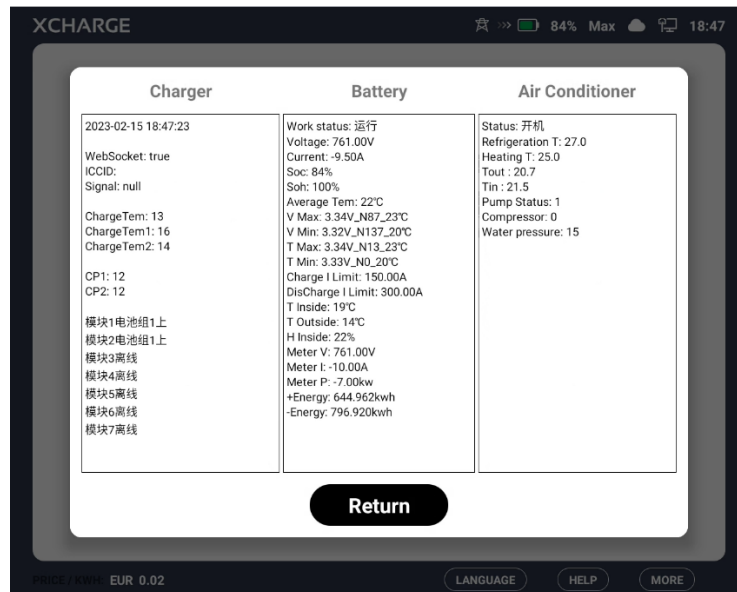 XCHARGE
84% Max 18:47
Charger
2023-02-15 18:47:23
WebSocket: true
ICCID:
Signal: null
ChargeTem: 13
ChargeTem1: 16
ChargeTem2: 14
CP1: 12
CP2: 12
模块1电池组1上
模块2电池组1上
模块3离线
模块4离线
模块5离线
模块6离线
模块7离线
Battery
Work status: 运行
Voltage: 761.00V
Current: -9.50A
Soc: 84%
Soh: 100%
Average Tem: 22℃
V Max: 3.34V_N87_23℃
V Min: 3.32V_N137_20℃
T Max: 3.34V_N13_23℃
T Min: 3.33V_N0_20℃
Charge I Limit: 150.00A
DisCharge I Limit: 300.00A
T Inside: 19℃
T Outside: 14℃
H Inside: 22%
Meter V: 761.00V
Meter I: -10.00A
Meter P: -7.00kw
+Energy: 644.962kwh
-Energy: 796.920kwh
Air Conditioner
Status: 开机
Refrigeration T: 27.0
Heating T: 25.0
Tout : 20.7
Tin : 21.5
Pump Status: 1
Compressor: 0
Water pressure: 15
Return
PRICE / KWH: EUR 0.02
LANGUAGE
HELP
MORE